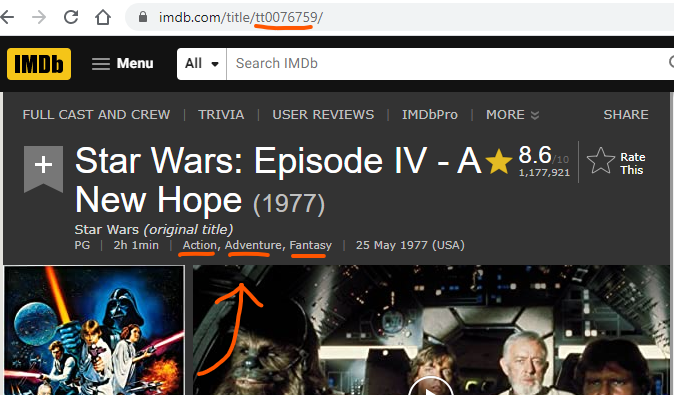 imdb.com/title/tt0076759/
IMDb Menu All Search IMDb
FULL CAST AND CREW | TRIVIA | USER REVIEWS | IMDbPro | MORE SHARE
Star Wars: Episode IV - A
New Hope (1977)
8.6/10
1,177,921
Rate
This
Star Wars (original title)
PG | 2h 1min | Action, Adventure, Fantasy | 25 May 1977 (USA)